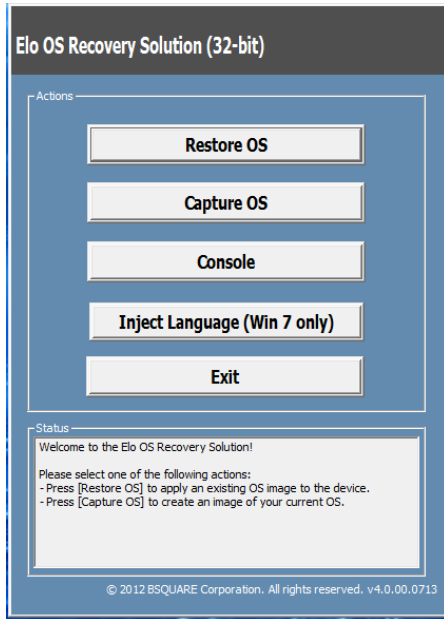 Elo OS Recovery Solution (32-bit)
Actions
Restore OS
Capture OS
Console
Inject Language (Win 7 only)
Exit
Status
Welcome to the Elo OS Recovery Solution!
Please select one of the following actions:
- Press [Restore OS] to apply an existing OS image to the device.
- Press [Capture OS] to create an image of your current OS.
© 2012 BSQUARE Corporation. All rights reserved. v4.0.00.0713